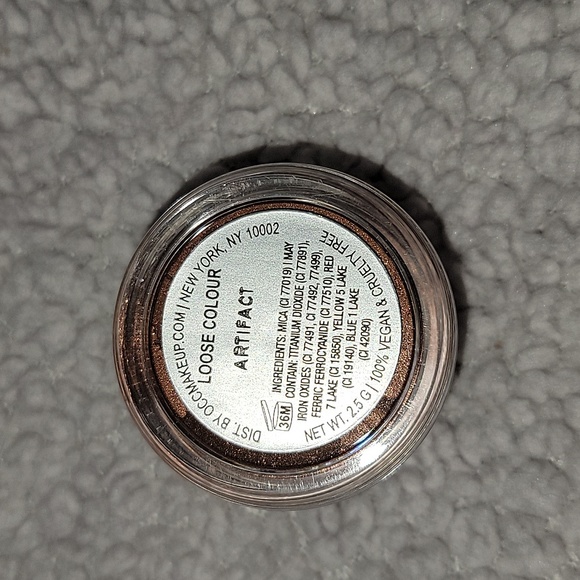 DIST. BY OCCMAKEUP.COM | NEW YORK, NY 10002
LOOSE COLOUR
ARTIFACT
INGREDIENTS: MICA (CI 77019) | MAY
CONTAIN: TITANIUM DIOXIDE (CI 77891),
IRON OXIDES (CI 77491, CI 77492, 77499),
FERRIC FERROCYANIDE (CI 77510), RED
7 LAKE (CI 15850), YELLOW 5 LAKE
(CI 19140), BLUE 1 LAKE
(CI 42090)
36M
NET WT. 2.5 G | 100% VEGAN & CRUELTY FREE